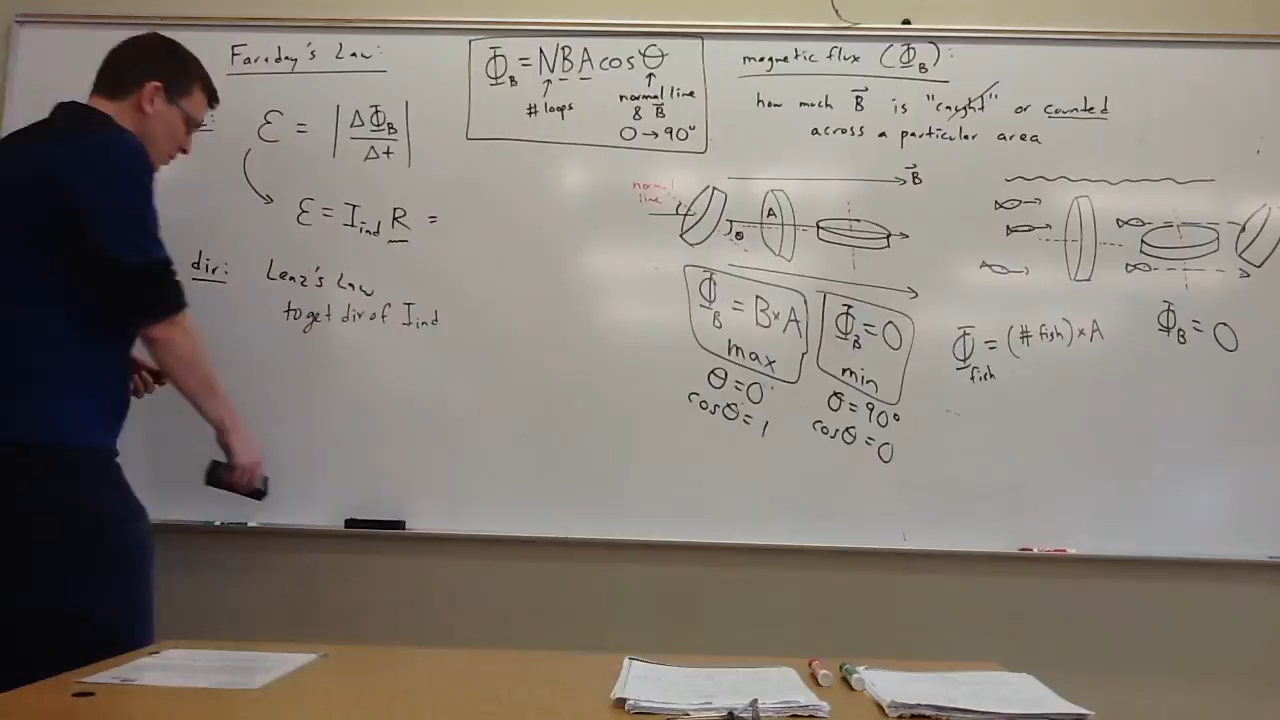 Faraday's Law:
ℰ = |ΔΦ_B / Δt|
ℰ = I_ind R =
dir: Lenz's Law
to get dir of I_ind
Φ_B = NBA cos θ
# loops
normal line
& B⃗
0 → 90°
magnetic flux (Φ_B):
how much B⃗ is "caught" or counted
across a particular area
normal
line
θ
A
B⃗
Φ_B = B×A
max
θ = 0°
cos θ = 1
Φ_B = 0
min
θ = 90°
cos θ = 0
Φ_fish = (# fish) × A
Φ_B = 0